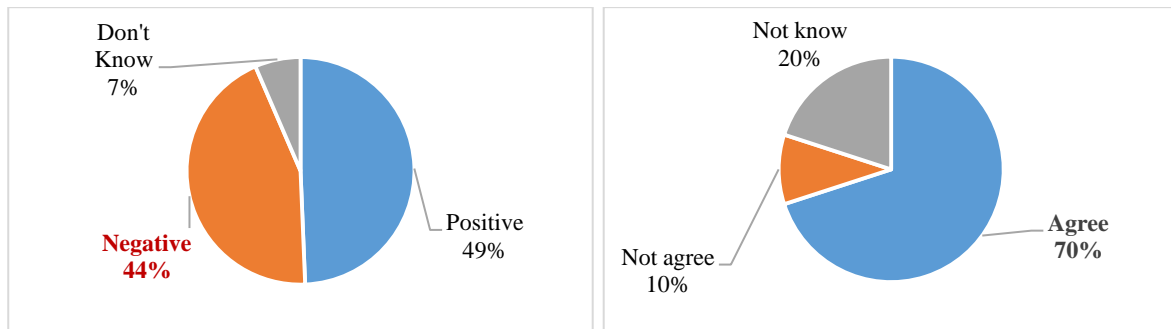 Don't
Know
7%
Negative
44%
Positive
49%
Not know
20%
Not agree
10%
Agree
70%